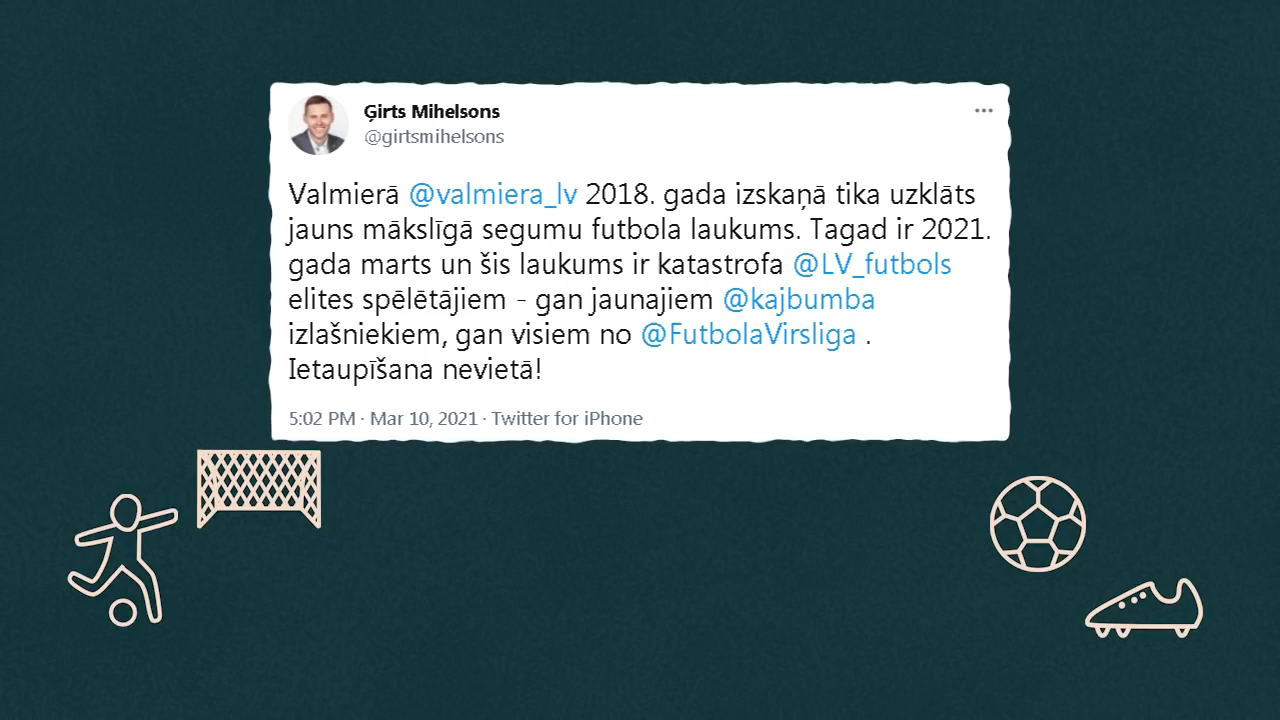 Ģirts Mihelsons
@girtsmihelsons
Valmierā @valmiera_lv 2018. gada izskaņā tika uzklāts
jauns mākslīgā segumu futbola laukums. Tagad ir 2021.
gada marts un šis laukums ir katastrofa @LV_futbols
elites spēlētājiem - gan jaunajiem @kajbumba
izlašniekiem, gan visiem no @FutbolaVirsliga .
Ietaupīšana nevietā!
5:02 PM · Mar 10, 2021 · Twitter for iPhone